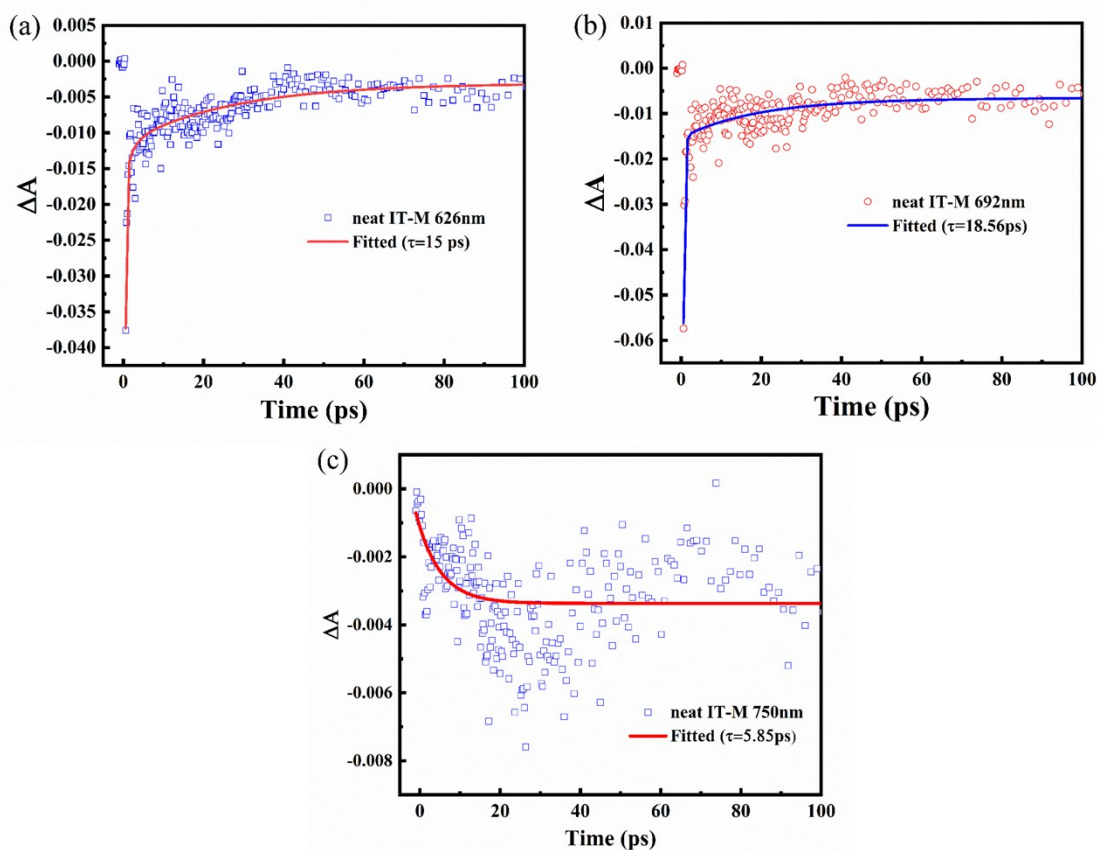 (a)
0.005
0.000
-0.005
-0.010
-0.015
-0.020
-0.025
-0.030
-0.035
-0.040
ΔA
neat IT-M 626nm
Fitted (τ=15 ps)
0 20 40 60 80 100
Time (ps)
(b)
0.01
0.00
-0.01
-0.02
-0.03
-0.04
-0.05
-0.06
ΔA
neat IT-M 692nm
Fitted (τ=18.56ps)
0 20 40 60 80 100
Time (ps)
(c)
0.000
-0.002
-0.004
-0.006
-0.008
ΔA
neat IT-M 750nm
Fitted (τ=5.85ps)
0 20 40 60 80 100
Time (ps)